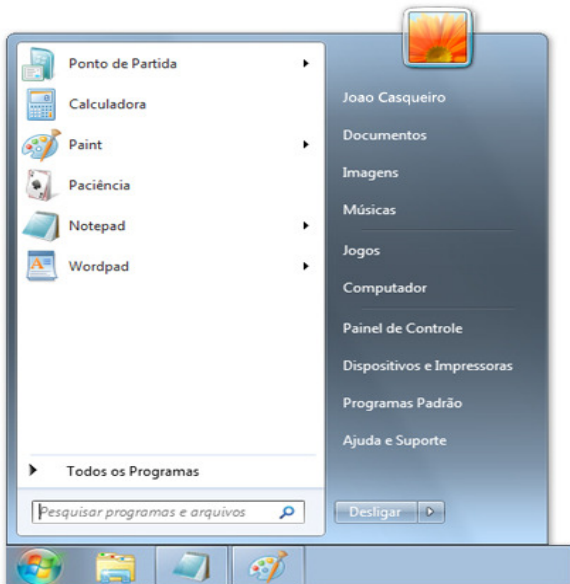 Ponto de Partida
Calculadora
Paint
Paciência
Notepad
Wordpad
Todos os Programas
Pesquisar programas e arquivos
Joao Casqueiro
Documentos
Imagens
Músicas
Jogos
Computador
Painel de Controle
Dispositivos e Impressoras
Programas Padrão
Ajuda e Suporte
Desligar